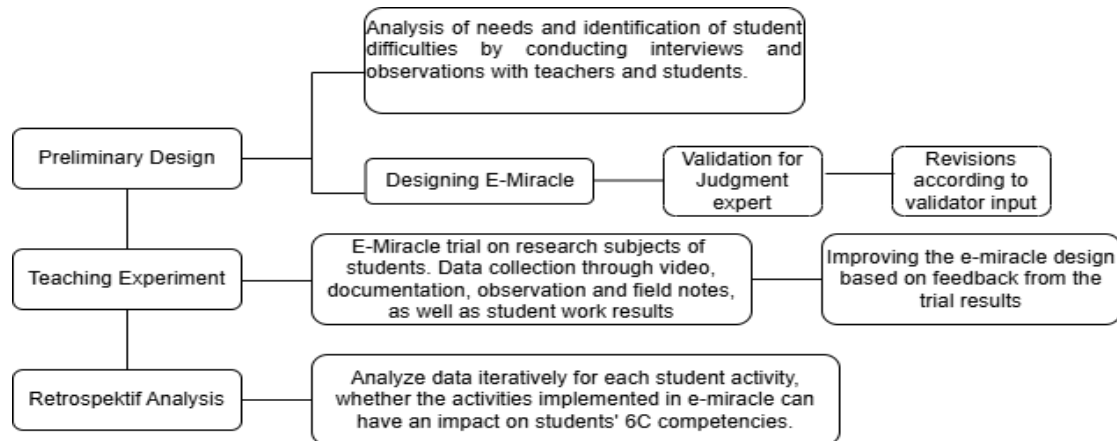 Analysis of needs and identification of student
difficulties by conducting interviews and
observations with teachers and students.
Preliminary Design
Designing E-Miracle
Validation for
Judgment
expert
Revisions
according to
validator input
Teaching Experiment
E-Miracle trial on research subjects of
students. Data collection through video,
documentation, observation and field notes,
as well as student work results
Improving the e-miracle design
based on feedback from the
trial results
Retrospektif Analysis
Analyze data iteratively for each student activity,
whether the activities implemented in e-miracle can
have an impact on students' 6C competencies.